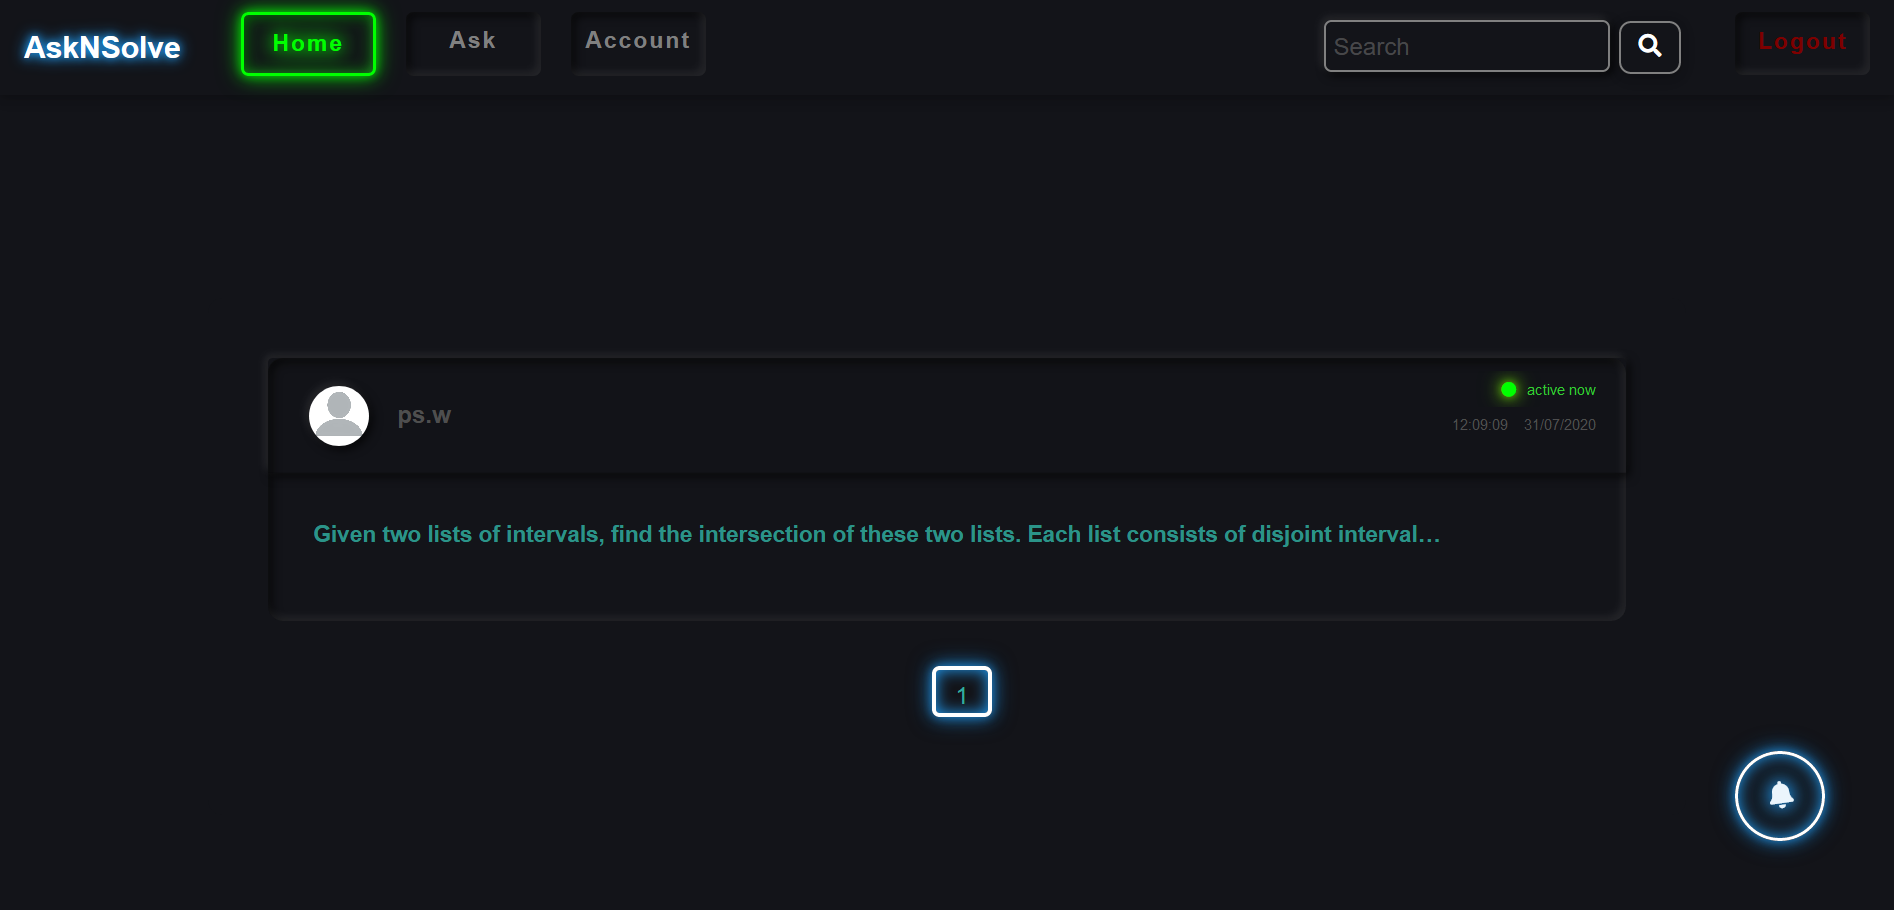 AskNSolve
Home
Ask
Account
Search
Logout
ps.w
active now
12:09:09 31/07/2020
Given two lists of intervals, find the intersection of these two lists. Each list consists of disjoint interval…
1